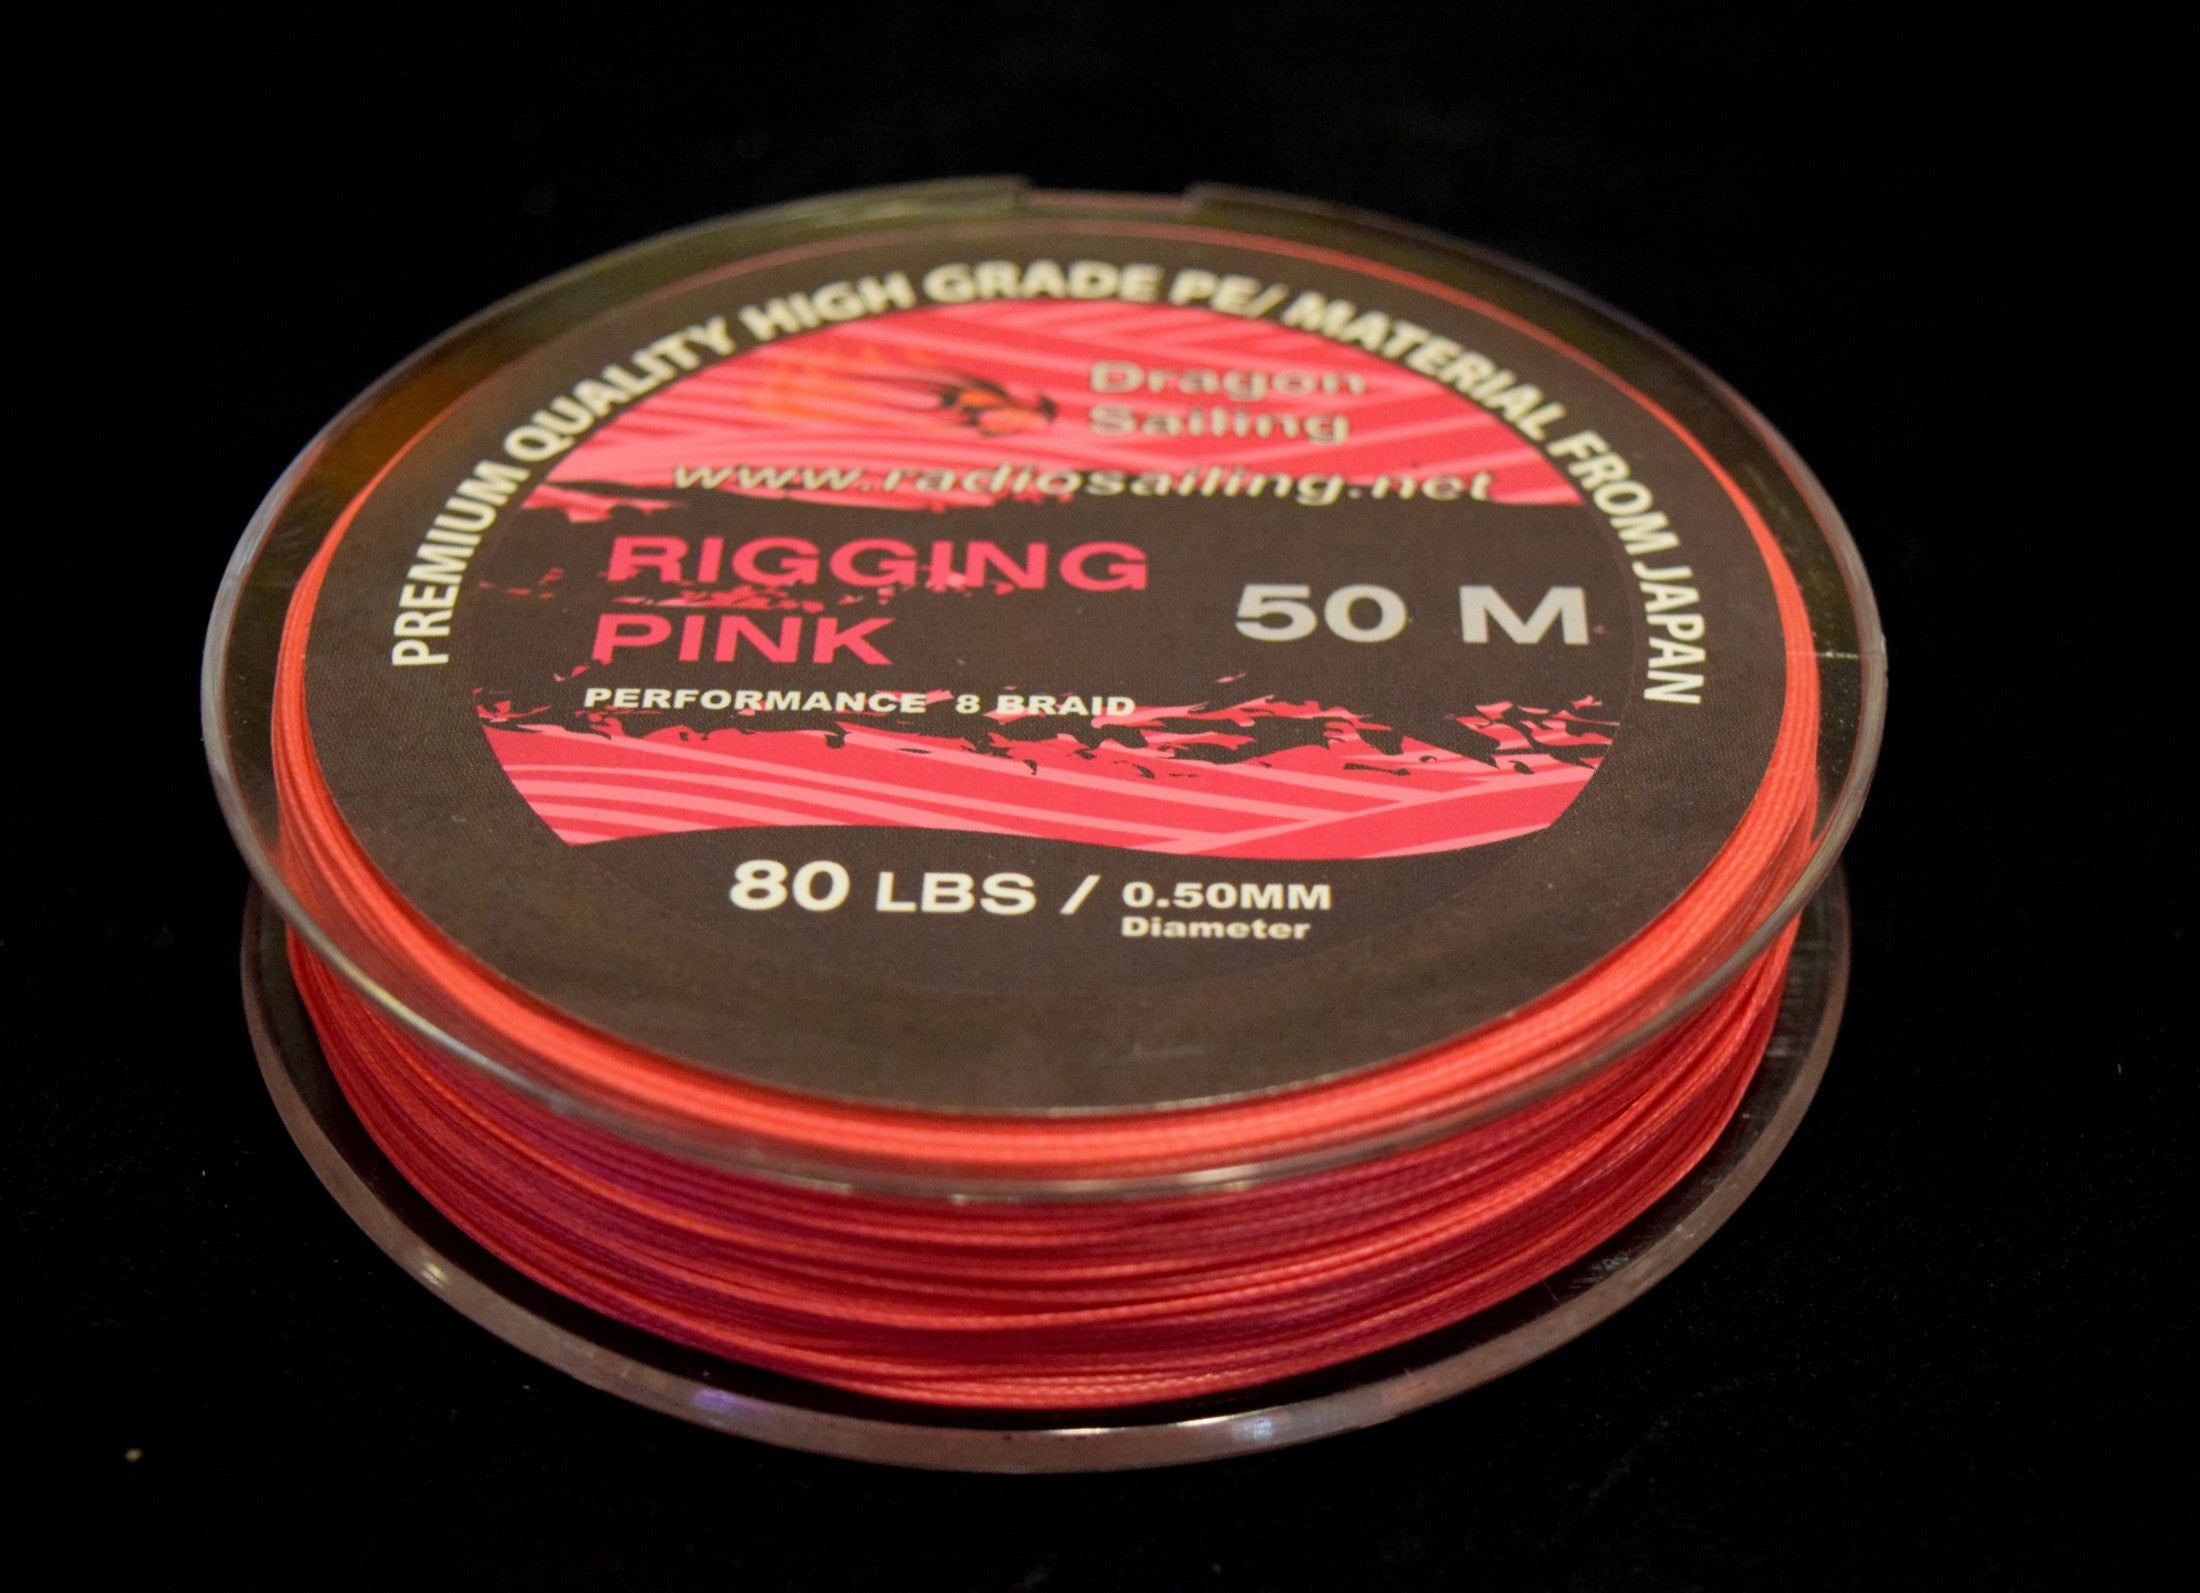 PREMIUM QUALITY HIGH GRADE PE/ MATERIAL FROM JAPAN
Dragon
Sailing
www.radiosailing.net
RIGGING
PINK
50 M
PERFORMANCE 8 BRAID
80 LBS / 0.50MM
Diameter